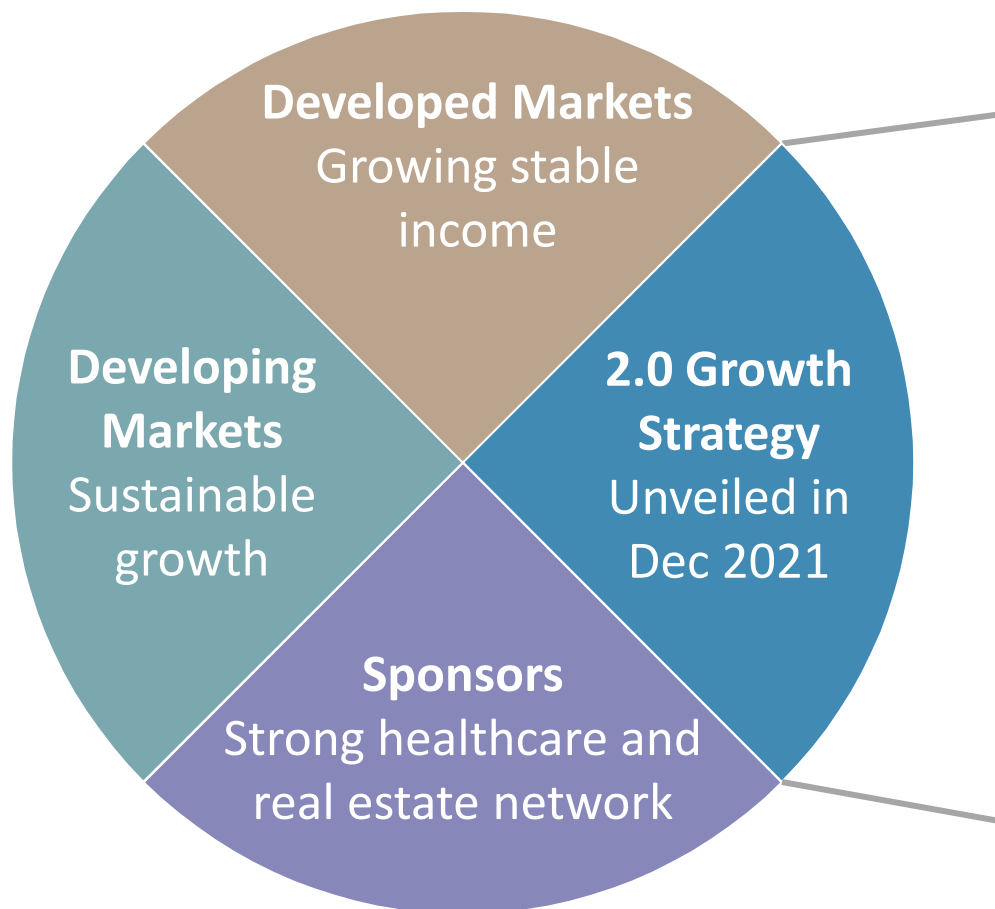 Developed Markets
Growing stable
income
Developing
Markets
Sustainable
growth
2.0 Growth
Strategy
Unveiled in
Dec 2021
Sponsors
Strong healthcare and
real estate network